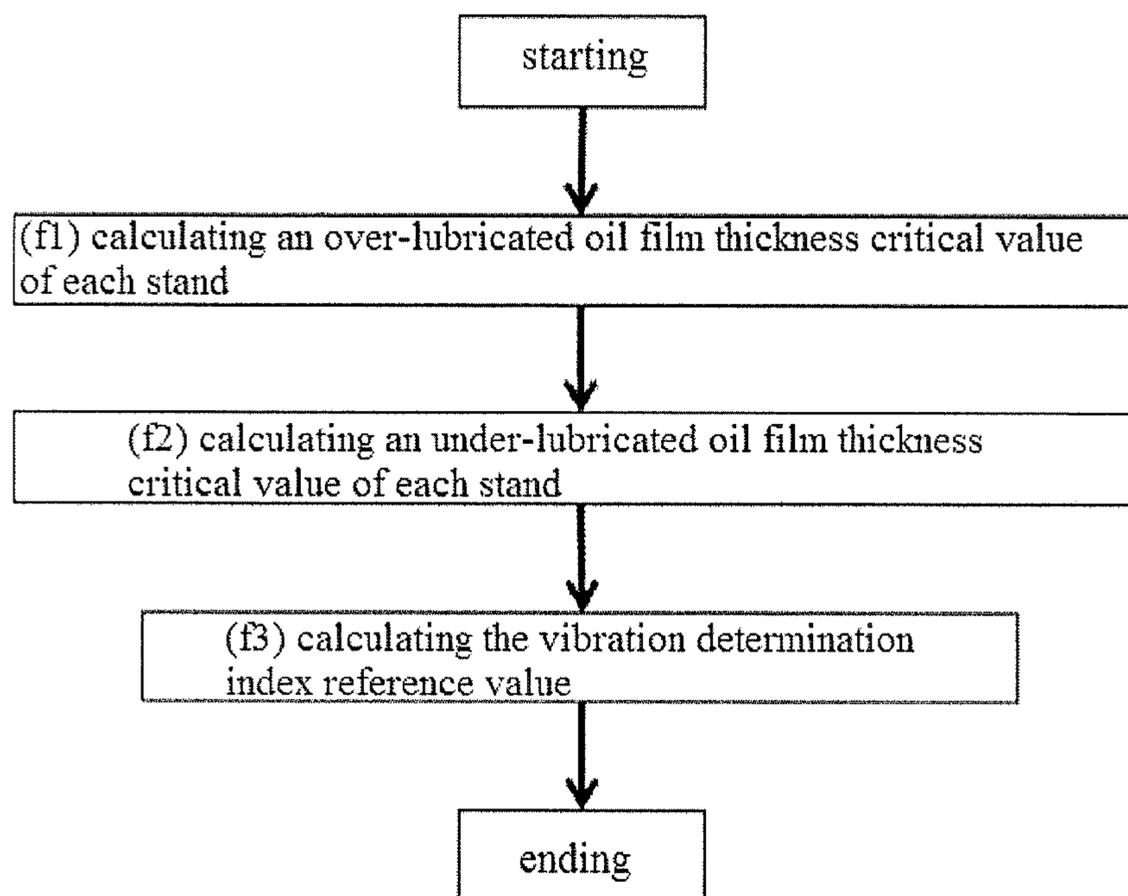 starting
(f1) calculating an over-lubricated oil film thickness critical value
of each stand
(f2) calculating an under-lubricated oil film thickness
critical value of each stand
(f3) calculating the vibration determination
index reference value
ending